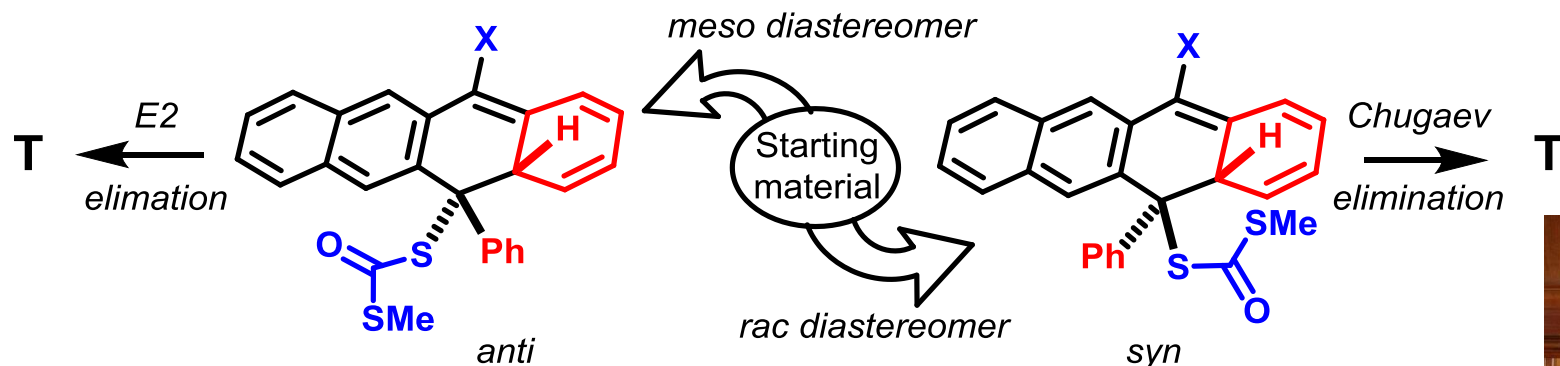 meso diastereomer
X
X
E2
H
Starting
material
H
Chugaev
T
T
elimation
elimination
O
S
Ph
Ph
SMe
S
O
SMe
rac diastereomer
anti
syn